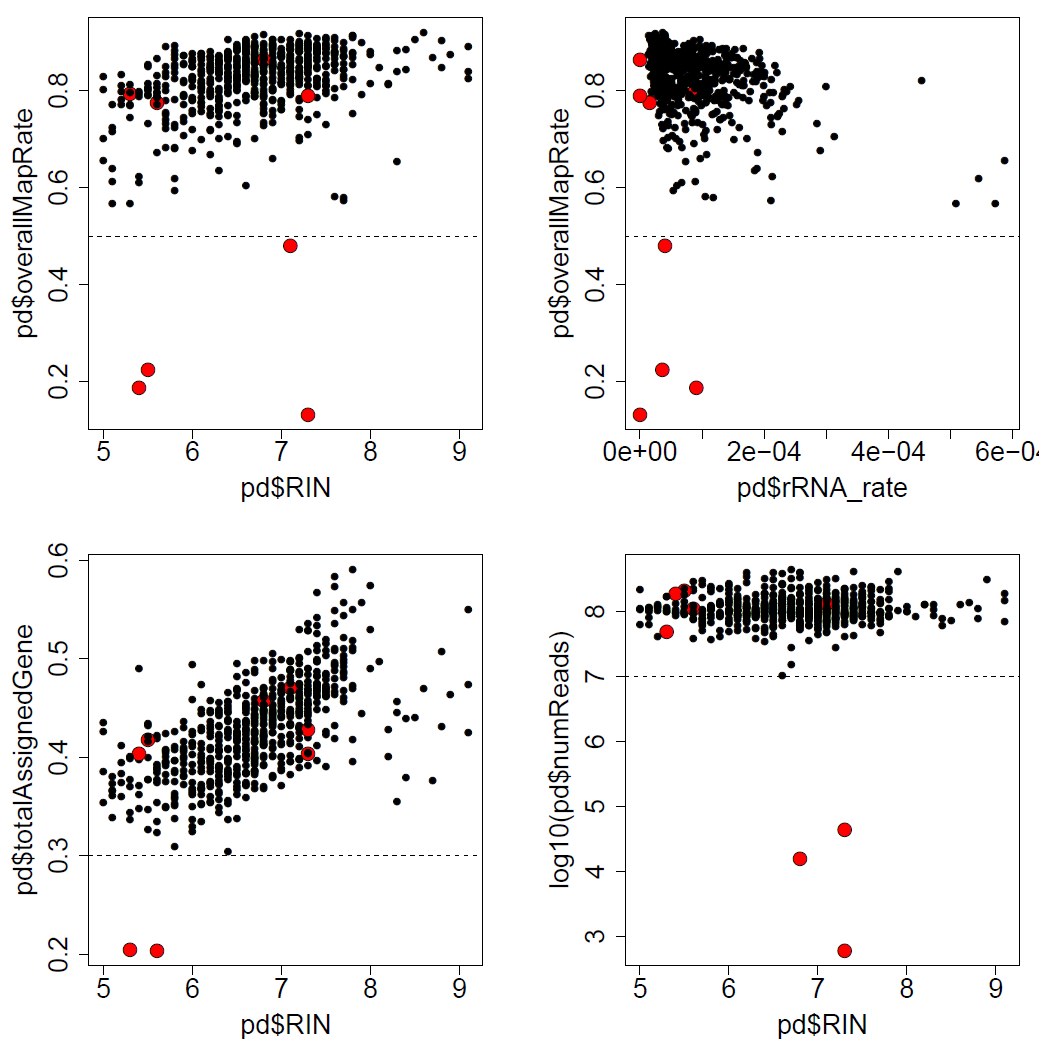 pd$overallMapRate
0.8
0.6
0.4
0.2
5 6 7 8 9
pd$RIN
pd$overallMapRate
0.8
0.6
0.4
0.2
0e+00 2e−04 4e−04 6e−04
pd$rRNA_rate
pd$totalAssignedGene
0.6
0.5
0.4
0.3
0.2
5 6 7 8 9
pd$RIN
log10(pd$numReads)
8
7
6
5
4
3
5 6 7 8 9
pd$RIN